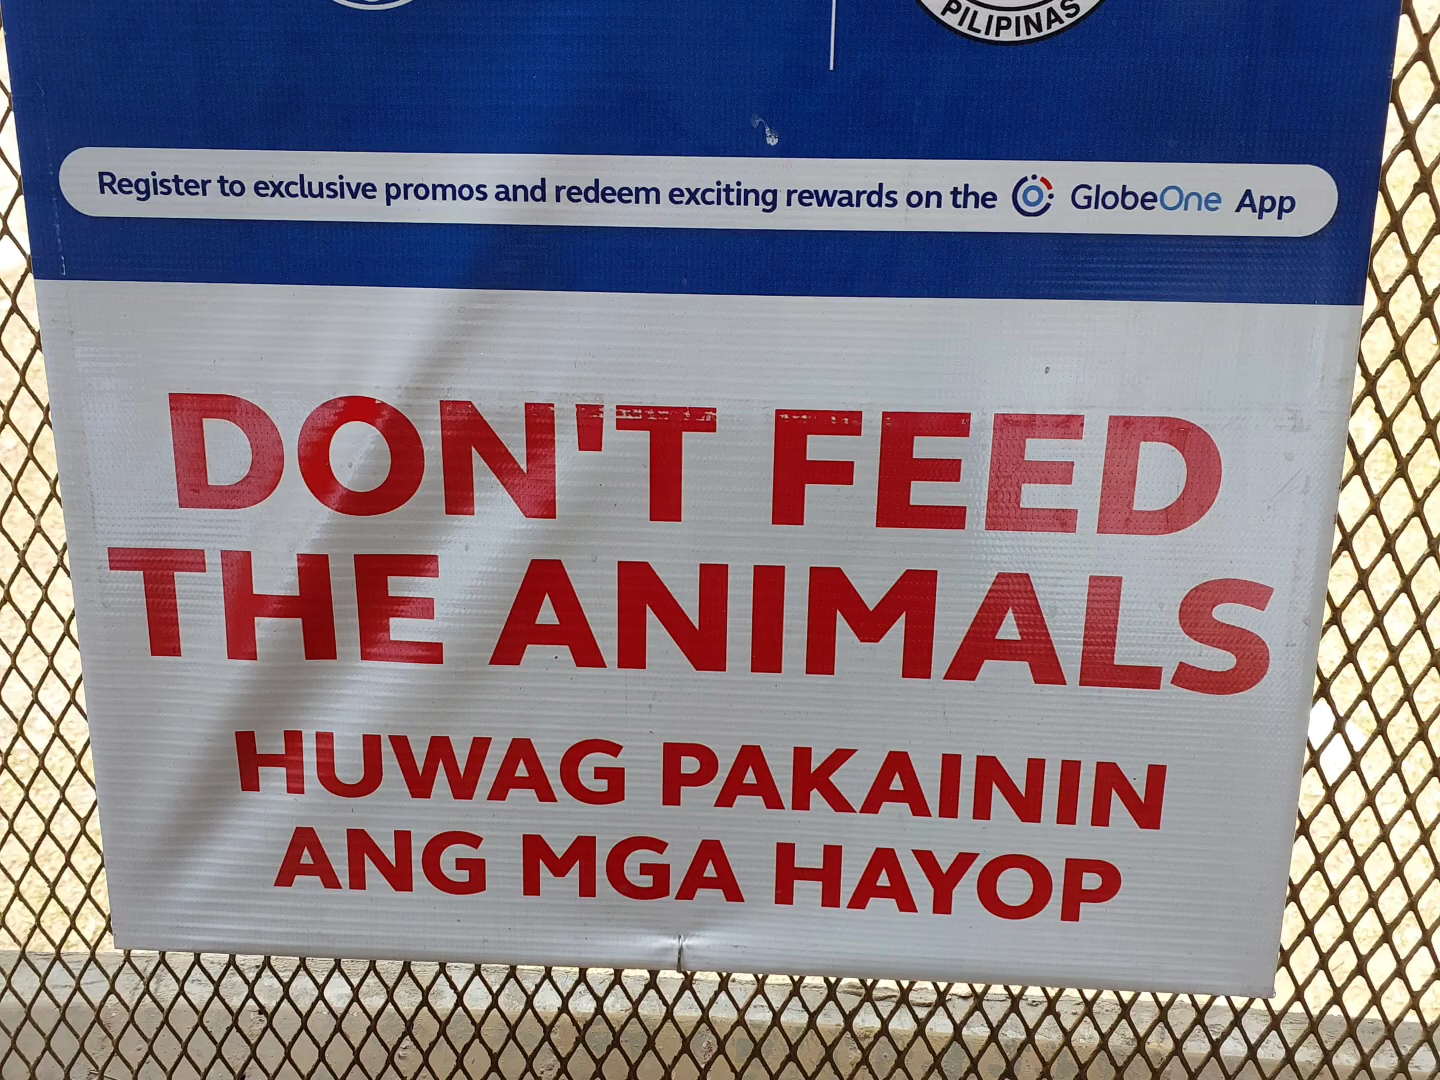 PILIPINAS
Register to exclusive promos and redeem exciting rewards on the GlobeOne App
DON'T FEED
THE ANIMALS
HUWAG PAKAININ
ANG MGA HAYOP